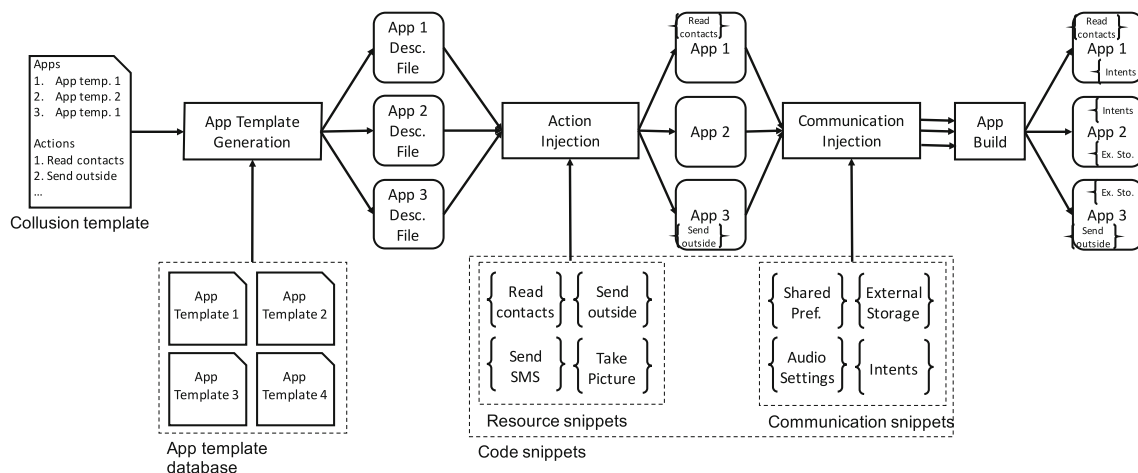 Apps
1. App temp. 1
2. App temp. 2
3. App temp. 1
Actions
1. Read contacts
2. Send outside
...
Collusion template
App Template
Generation
App 1
Desc.
File
App 2
Desc.
File
App 3
Desc.
File
Action
Injection
Read
contacts
App 1
App 2
App 3
Send
outside
Communication
Injection
App
Build
Read
contacts
App 1
Intents
Intents
App 2
Ex. Sto.
Ex. Sto.
App 3
Send
outside
App
Template 1
App
Template 2
App
Template 3
App
Template 4
App template
database
Read
contacts
Send
outside
Send
SMS
Take
Picture
Resource snippets
Shared
Pref.
External
Storage
Audio
Settings
Intents
Communication snippets
Code snippets